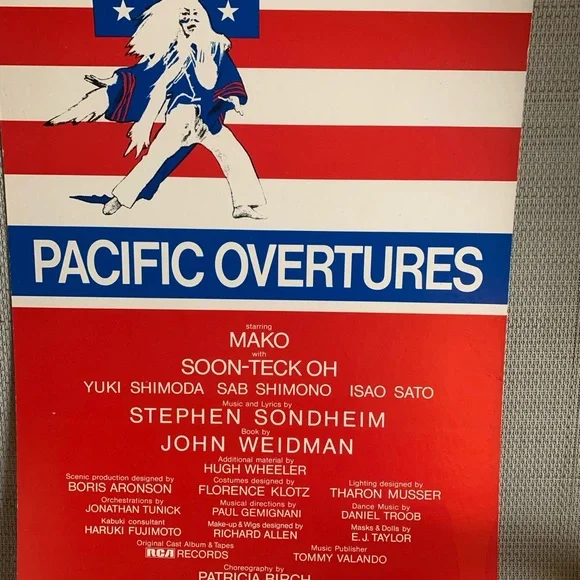 PACIFIC OVERTURES
starring
MAKO
with
SOON-TECK OH
YUKI SHIMODA SAB SHIMONO ISAO SATO
Music and Lyrics by
STEPHEN SONDHEIM
Book by
JOHN WEIDMAN
Additional material by
HUGH WHEELER
Scenic production designed by Costumes designed by Lighting designed by
BORIS ARONSON FLORENCE KLOTZ THARON MUSSER
Orchestrations by Musical directions by Dance Music by
JONATHAN TUNICK PAUL GEMIGNANI DANIEL TROOB
Kabuki consultant Make-up & Wigs designed by Masks & Dolls by
HARUKI FUJIMOTO RICHARD ALLEN E.J. TAYLOR
Original Cast Album & Tapes Music Publisher
RCA RECORDS TOMMY VALANDO
Choreography by
PATRICIA BIRCH